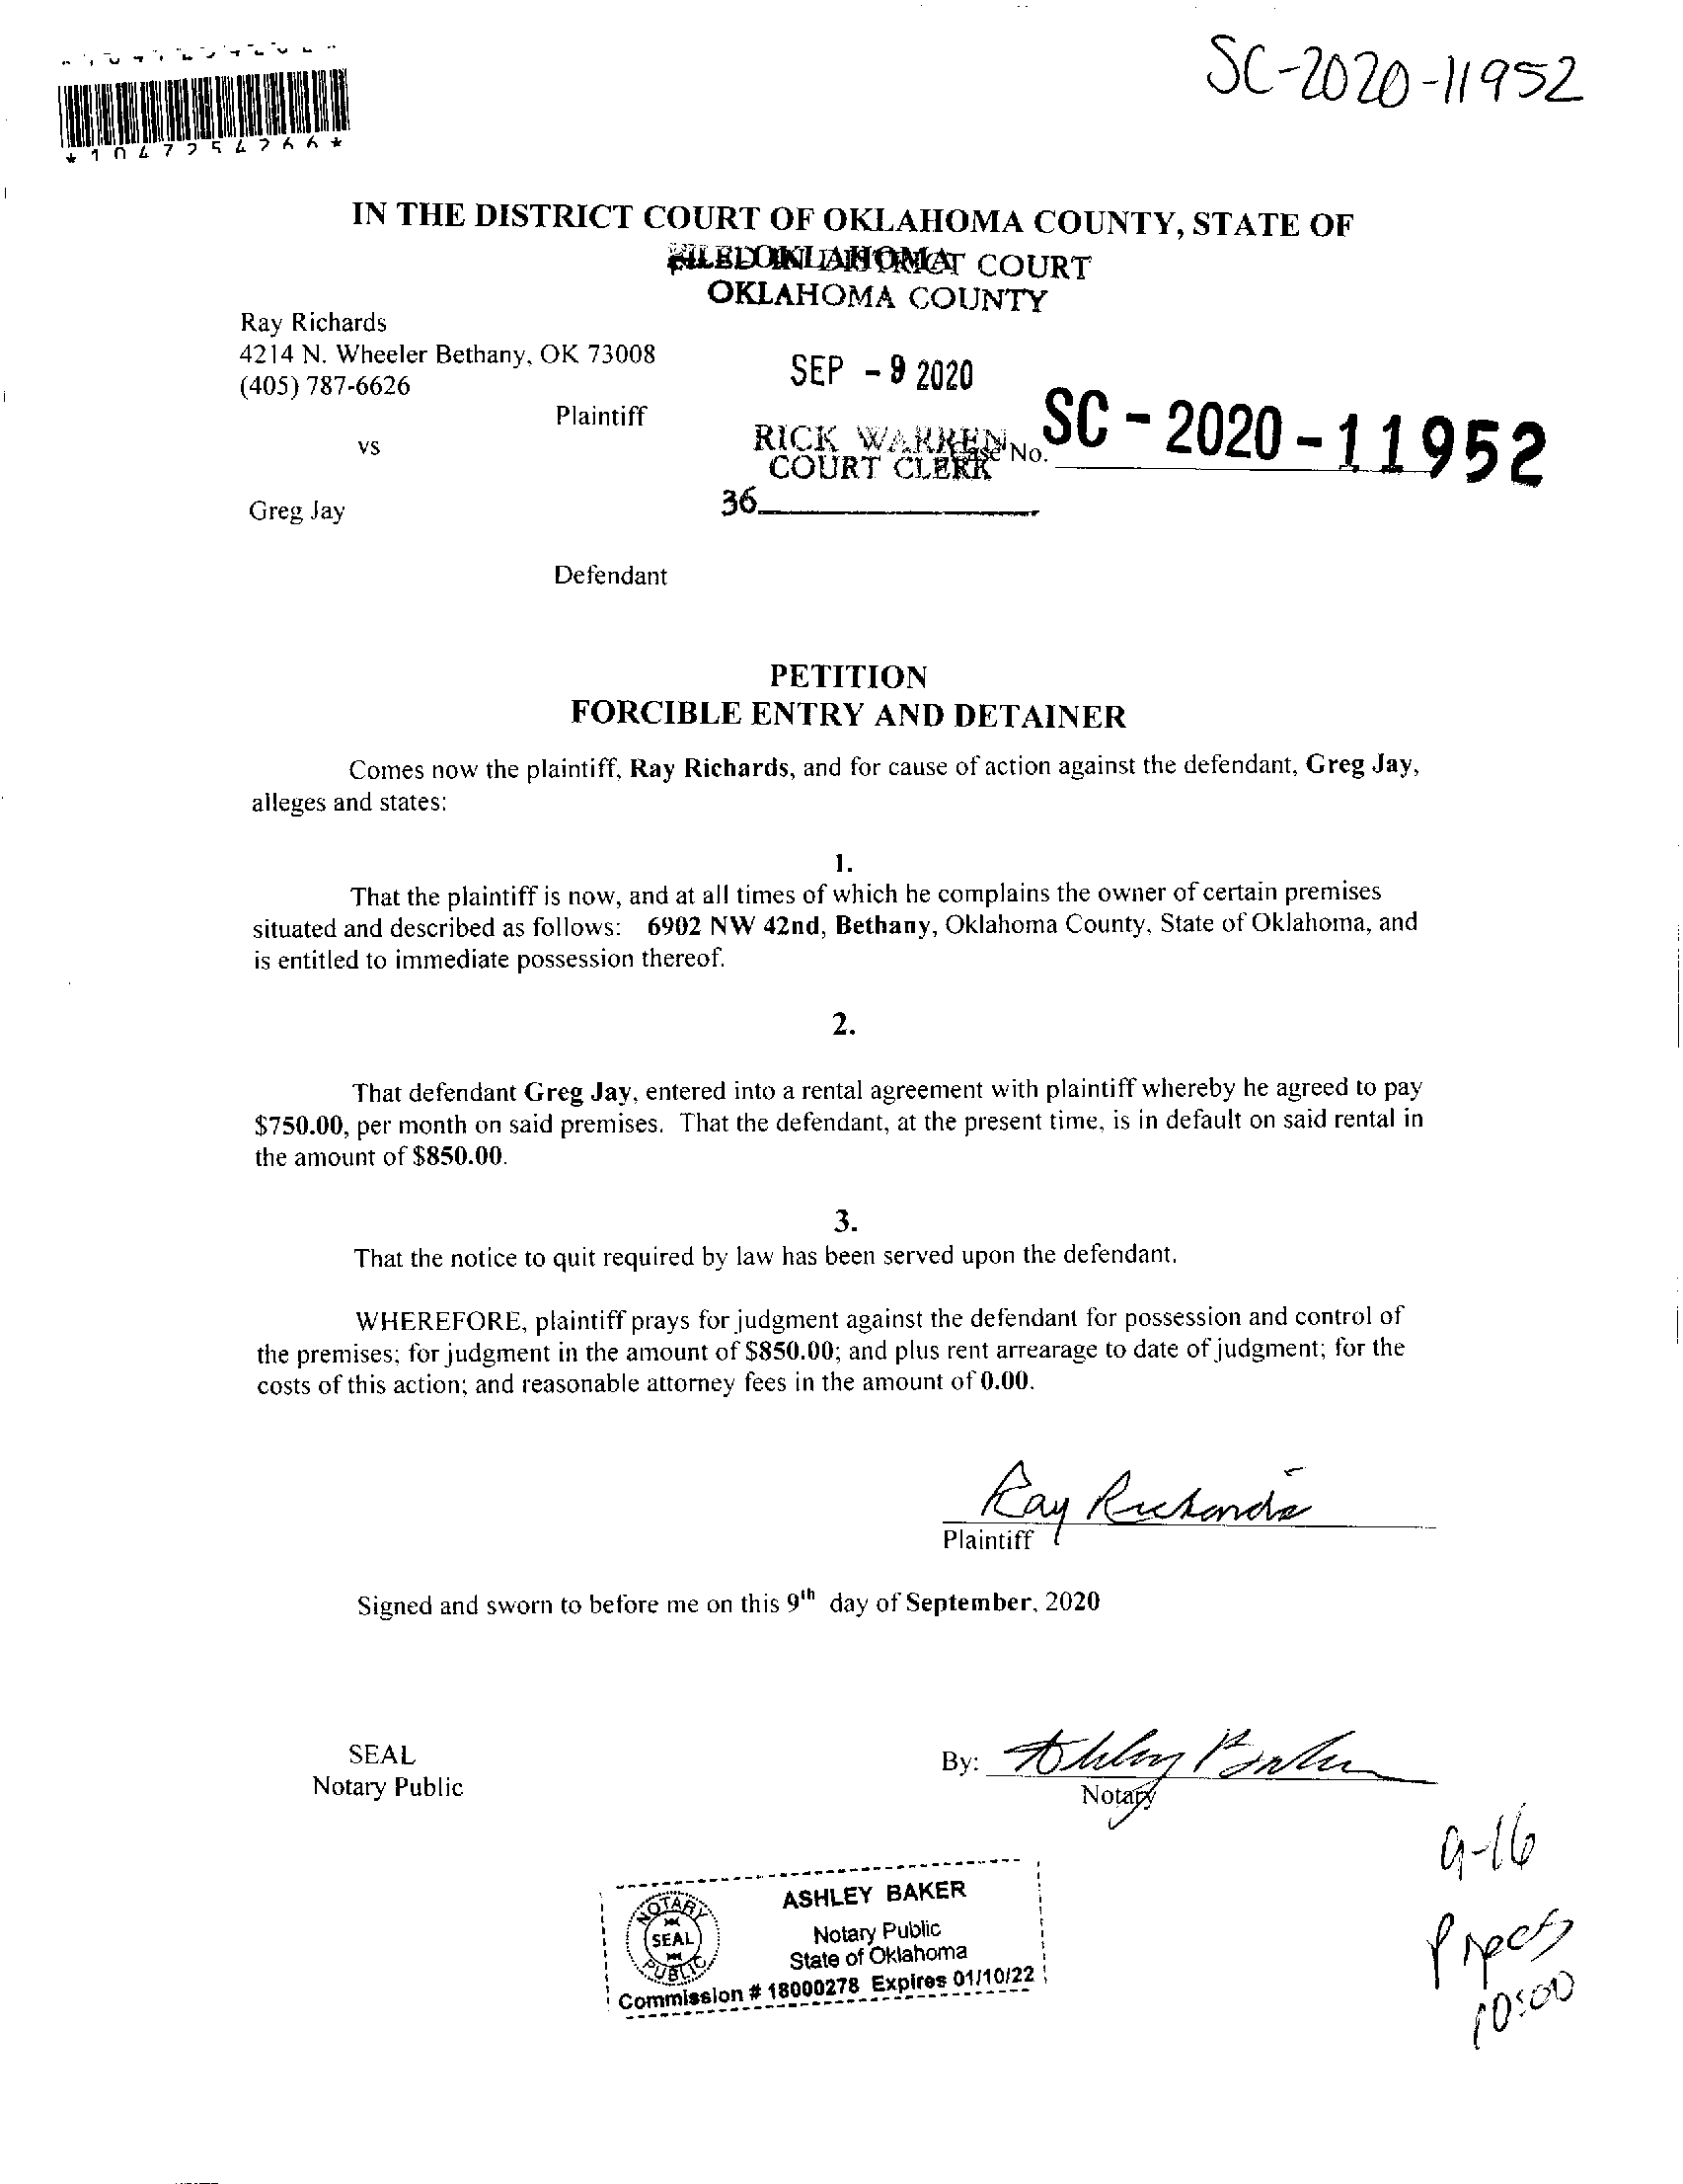 SC-2020-11952
IN THE DISTRICT COURT OF OKLAHOMA COUNTY, STATE OF
OKLAHOMA
FILED IN DISTRICT COURT
OKLAHOMA COUNTY
Ray Richards
4214 N. Wheeler Bethany, OK 73008
(405) 787-6626
SEP - 9 2020
Plaintiff
vs
RICK WARREN
COURT CLERK
Case No. SC - 2020 - 11952
36
Greg Jay
Defendant
PETITION
FORCIBLE ENTRY AND DETAINER
Comes now the plaintiff, Ray Richards, and for cause of action against the defendant, Greg Jay,
alleges and states:
1.
That the plaintiff is now, and at all times of which he complains the owner of certain premises
situated and described as follows: 6902 NW 42nd, Bethany, Oklahoma County, State of Oklahoma, and
is entitled to immediate possession thereof.
2.
That defendant Greg Jay, entered into a rental agreement with plaintiff whereby he agreed to pay
$750.00, per month on said premises. That the defendant, at the present time, is in default on said rental in
the amount of $850.00.
3.
That the notice to quit required by law has been served upon the defendant.
WHEREFORE, plaintiff prays for judgment against the defendant for possession and control of
the premises; for judgment in the amount of $850.00; and plus rent arrearage to date of judgment; for the
costs of this action; and reasonable attorney fees in the amount of 0.00.
Ray Richards
Plaintiff
Signed and sworn to before me on this 9th day of September, 2020
SEAL
Notary Public
By: Ashley Baker
Notary
9-16
10:00
NOTARY
SEAL
PUBLIC
ASHLEY BAKER
Notary Public
State of Oklahoma
Commission # 18000278 Expires 01/10/22